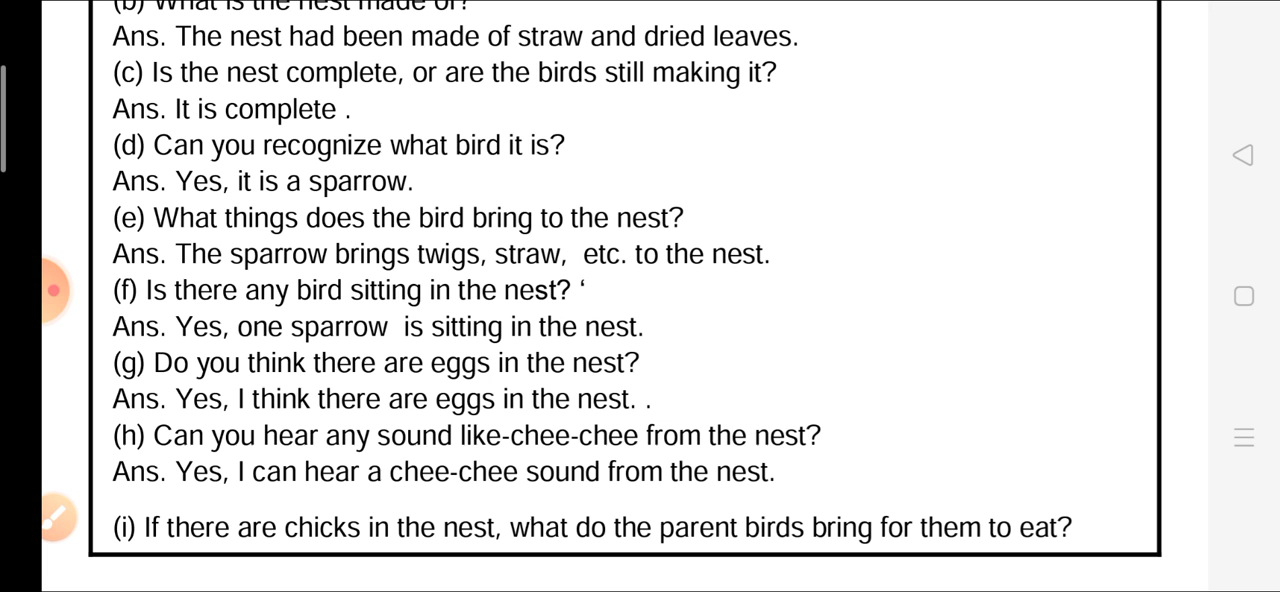 (b) What is the nest made of?
Ans. The nest had been made of straw and dried leaves.
(c) Is the nest complete, or are the birds still making it?
Ans. It is complete .
(d) Can you recognize what bird it is?
Ans. Yes, it is a sparrow.
(e) What things does the bird bring to the nest?
Ans. The sparrow brings twigs, straw,  etc. to the nest.
(f) Is there any bird sitting in the nest? ‘
Ans. Yes, one sparrow  is sitting in the nest.
(g) Do you think there are eggs in the nest?
Ans. Yes, I think there are eggs in the nest. .
(h) Can you hear any sound like-chee-chee from the nest?
Ans. Yes, I can hear a chee-chee sound from the nest.
(i) If there are chicks in the nest, what do the parent birds bring for them to eat?